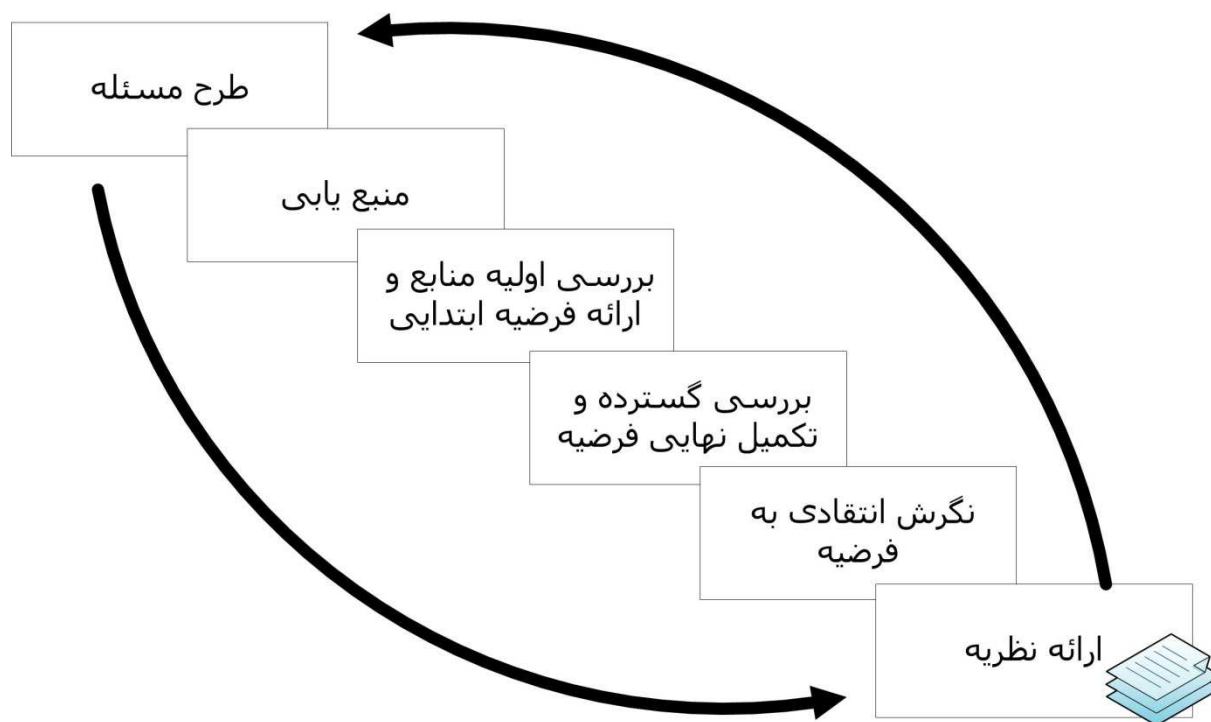 طرح مسئله
منبع یابی
بررسی اولیه منابع و
ارائه فرضیه ابتدایی
بررسی گسترده و
تکمیل نهایی فرضیه
نگرش انتقادی به
فرضیه
ارائه نظریه